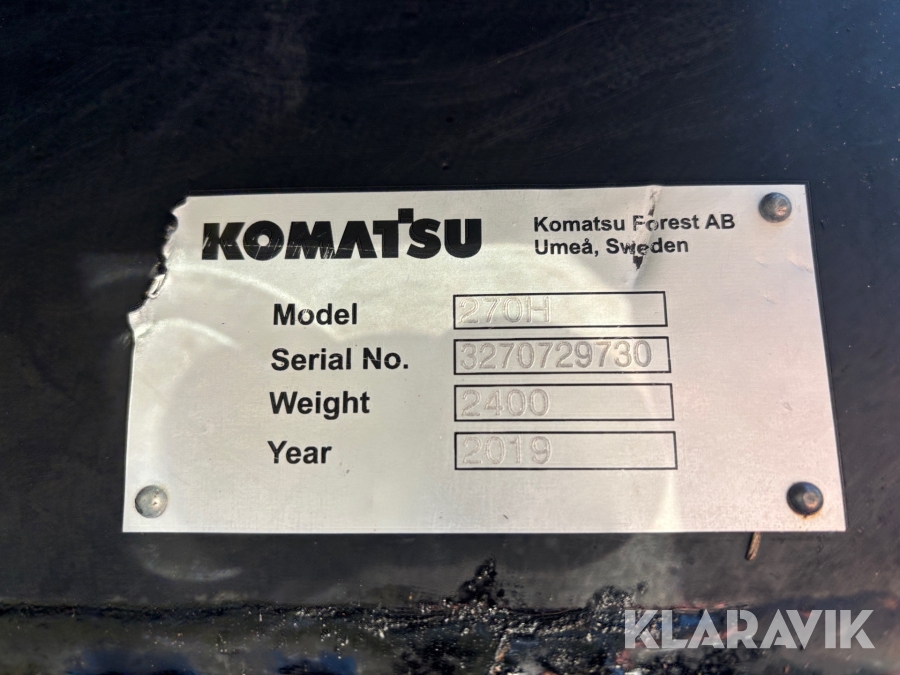 KOMATSU
Komatsu Forest AB
Umeå, Sweden
Model 270H
Serial No. 3270729730
Weight 2400
Year 2019
KLARAVIK